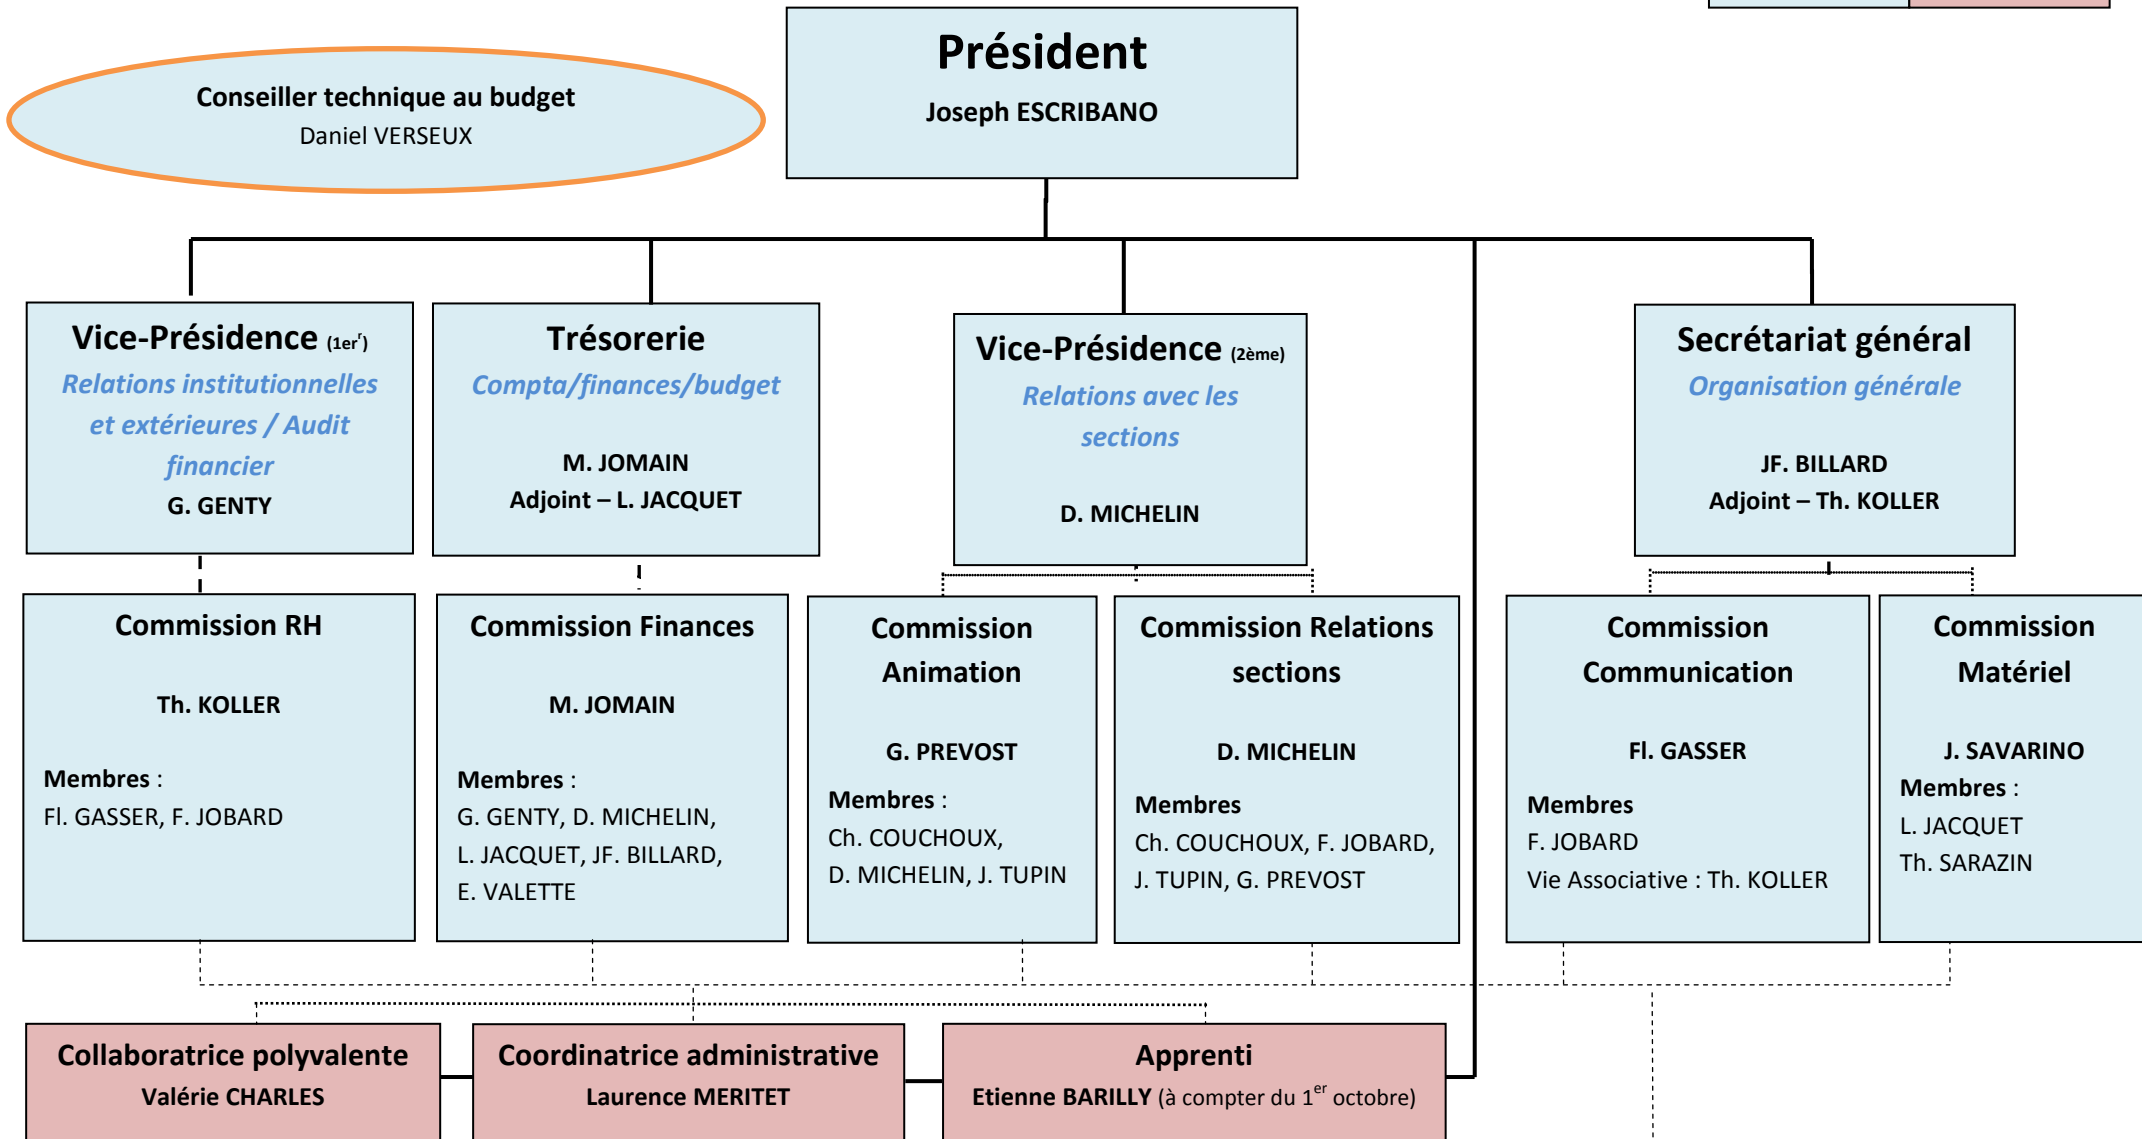 Président
Joseph ESCRIBANO
Conseiller technique au budget
Daniel VERSEUX
Vice-Présidence (1erʳ)
Relations institutionnelles
et extérieures / Audit
financier
G. GENTY
Trésorerie
Compta/finances/budget
M. JOMAIN
Adjoint – L. JACQUET
Vice-Présidence (2ème)
Relations avec les
sections
D. MICHELIN
Secrétariat général
Organisation générale
JF. BILLARD
Adjoint – Th. KOLLER
Commission RH
Th. KOLLER
Membres :
Fl. GASSER, F. JOBARD
Commission Finances
M. JOMAIN
Membres :
G. GENTY, D. MICHELIN,
L. JACQUET, JF. BILLARD,
E. VALETTE
Commission
Animation
G. PREVOST
Membres :
Ch. COUCHOUX,
D. MICHELIN, J. TUPIN
Commission Relations
sections
D. MICHELIN
Membres
Ch. COUCHOUX, F. JOBARD,
J. TUPIN, G. PREVOST
Commission
Communication
Fl. GASSER
Membres
F. JOBARD
Vie Associative : Th. KOLLER
Commission
Matériel
J. SAVARINO
Membres :
L. JACQUET
Th. SARAZIN
Collaboratrice polyvalente
Valérie CHARLES
Coordinatrice administrative
Laurence MERITET
Apprenti
Etienne BARILLY (à compter du 1er octobre)